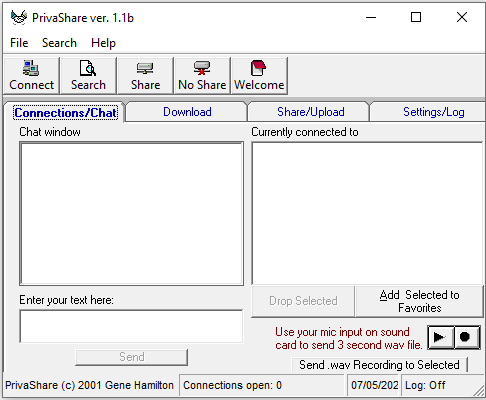 PrivaShare ver. 1.1b
File Search Help
Connect Search Share No Share Welcome
Connections/Chat Download Share/Upload Settings/Log
Chat window Currently connected to
Drop Selected Add Selected to
Favorites
Enter your text here:
Use your mic input on sound
card to send 3 second wav file.
Send
Send .wav Recording to Selected
PrivaShare (c) 2001 Gene Hamilton Connections open: 0 07/05/202 Log: Off